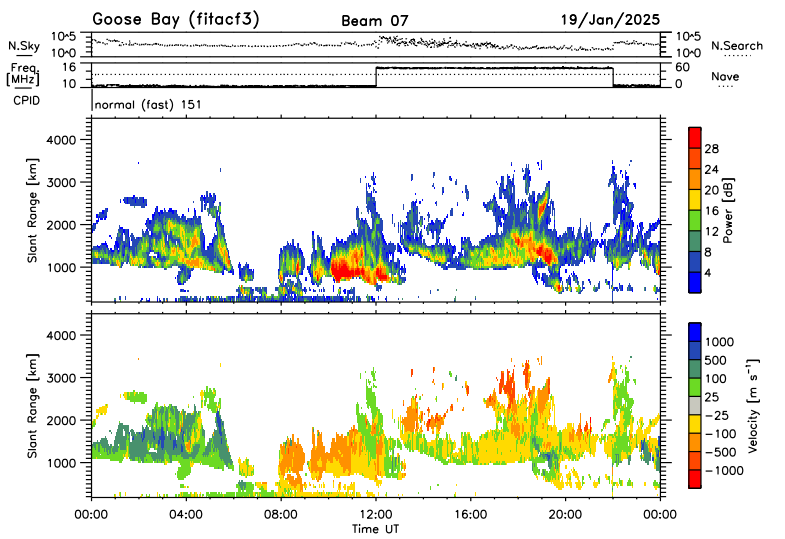 Goose Bay (fitacf3) Beam 07 19/Jan/2025
N.Sky 10^5 10^0 10^5 10^0 N.Search
Freq. [MHz] 16 10 60 0 Nave
CPID normal (fast) 151
4000
3000
2000
1000
Slant Range [km]
28
24
20
16
12
8
4
Power [dB]
4000
3000
2000
1000
Slant Range [km]
1000
500
100
25
-25
-100
-500
-1000
Velocity [m s⁻¹]
00:00 04:00 08:00 12:00 16:00 20:00 00:00
Time UT